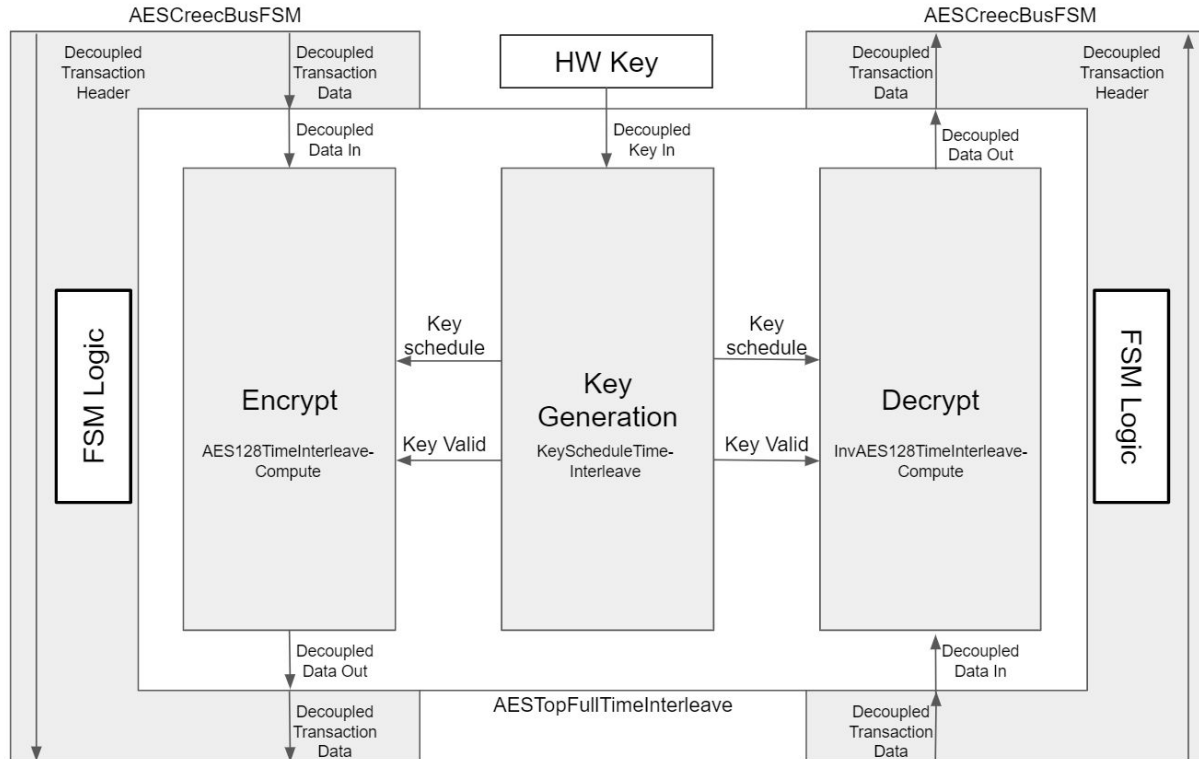 AESCreecBusFSM
AESCreecBusFSM
Decoupled
Transaction
Header
Decoupled
Transaction
Data
HW Key
Decoupled
Transaction
Data
Decoupled
Transaction
Header
Decoupled
Data In
Decoupled
Key In
Decoupled
Data Out
FSM Logic
Encrypt
AES128TimeInterleave-
Compute
Key
schedule
Key Valid
Key
Generation
KeyScheduleTime-
Interleave
Key
schedule
Key Valid
Decrypt
InvAES128TimeInterleave-
Compute
FSM Logic
Decoupled
Data Out
Decoupled
Data In
AESTopFullTimeInterleave
Decoupled
Transaction
Data
Decoupled
Transaction
Data